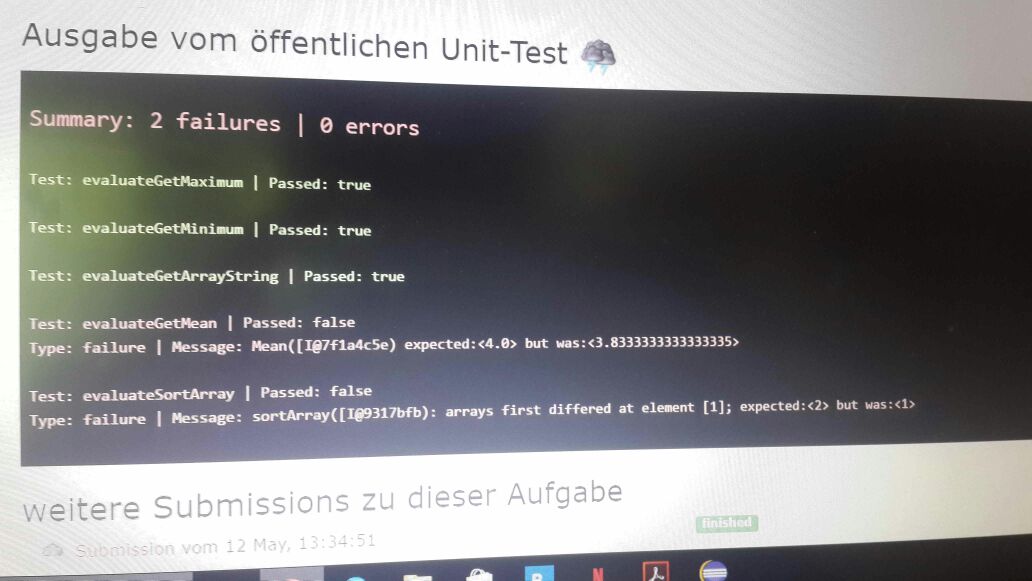 Ausgabe vom öffentlichen Unit-Test
Summary: 2 failures | 0 errors
Test: evaluateGetMaximum | Passed: true
Test: evaluateGetMinimum | Passed: true
Test: evaluateGetArrayString | Passed: true
Test: evaluateGetMean | Passed: false
Type: failure | Message: Mean([I@7f1a4c5e) expected:<4.0> but was:<3.8333333333333335>
Test: evaluateSortArray | Passed: false
Type: failure | Message: sortArray([I@9317bfb): arrays first differed at element [1]; expected:<2> but was:<1>
weitere Submissions zu dieser Aufgabe
finished
Submission vom 12 May, 13:34:51